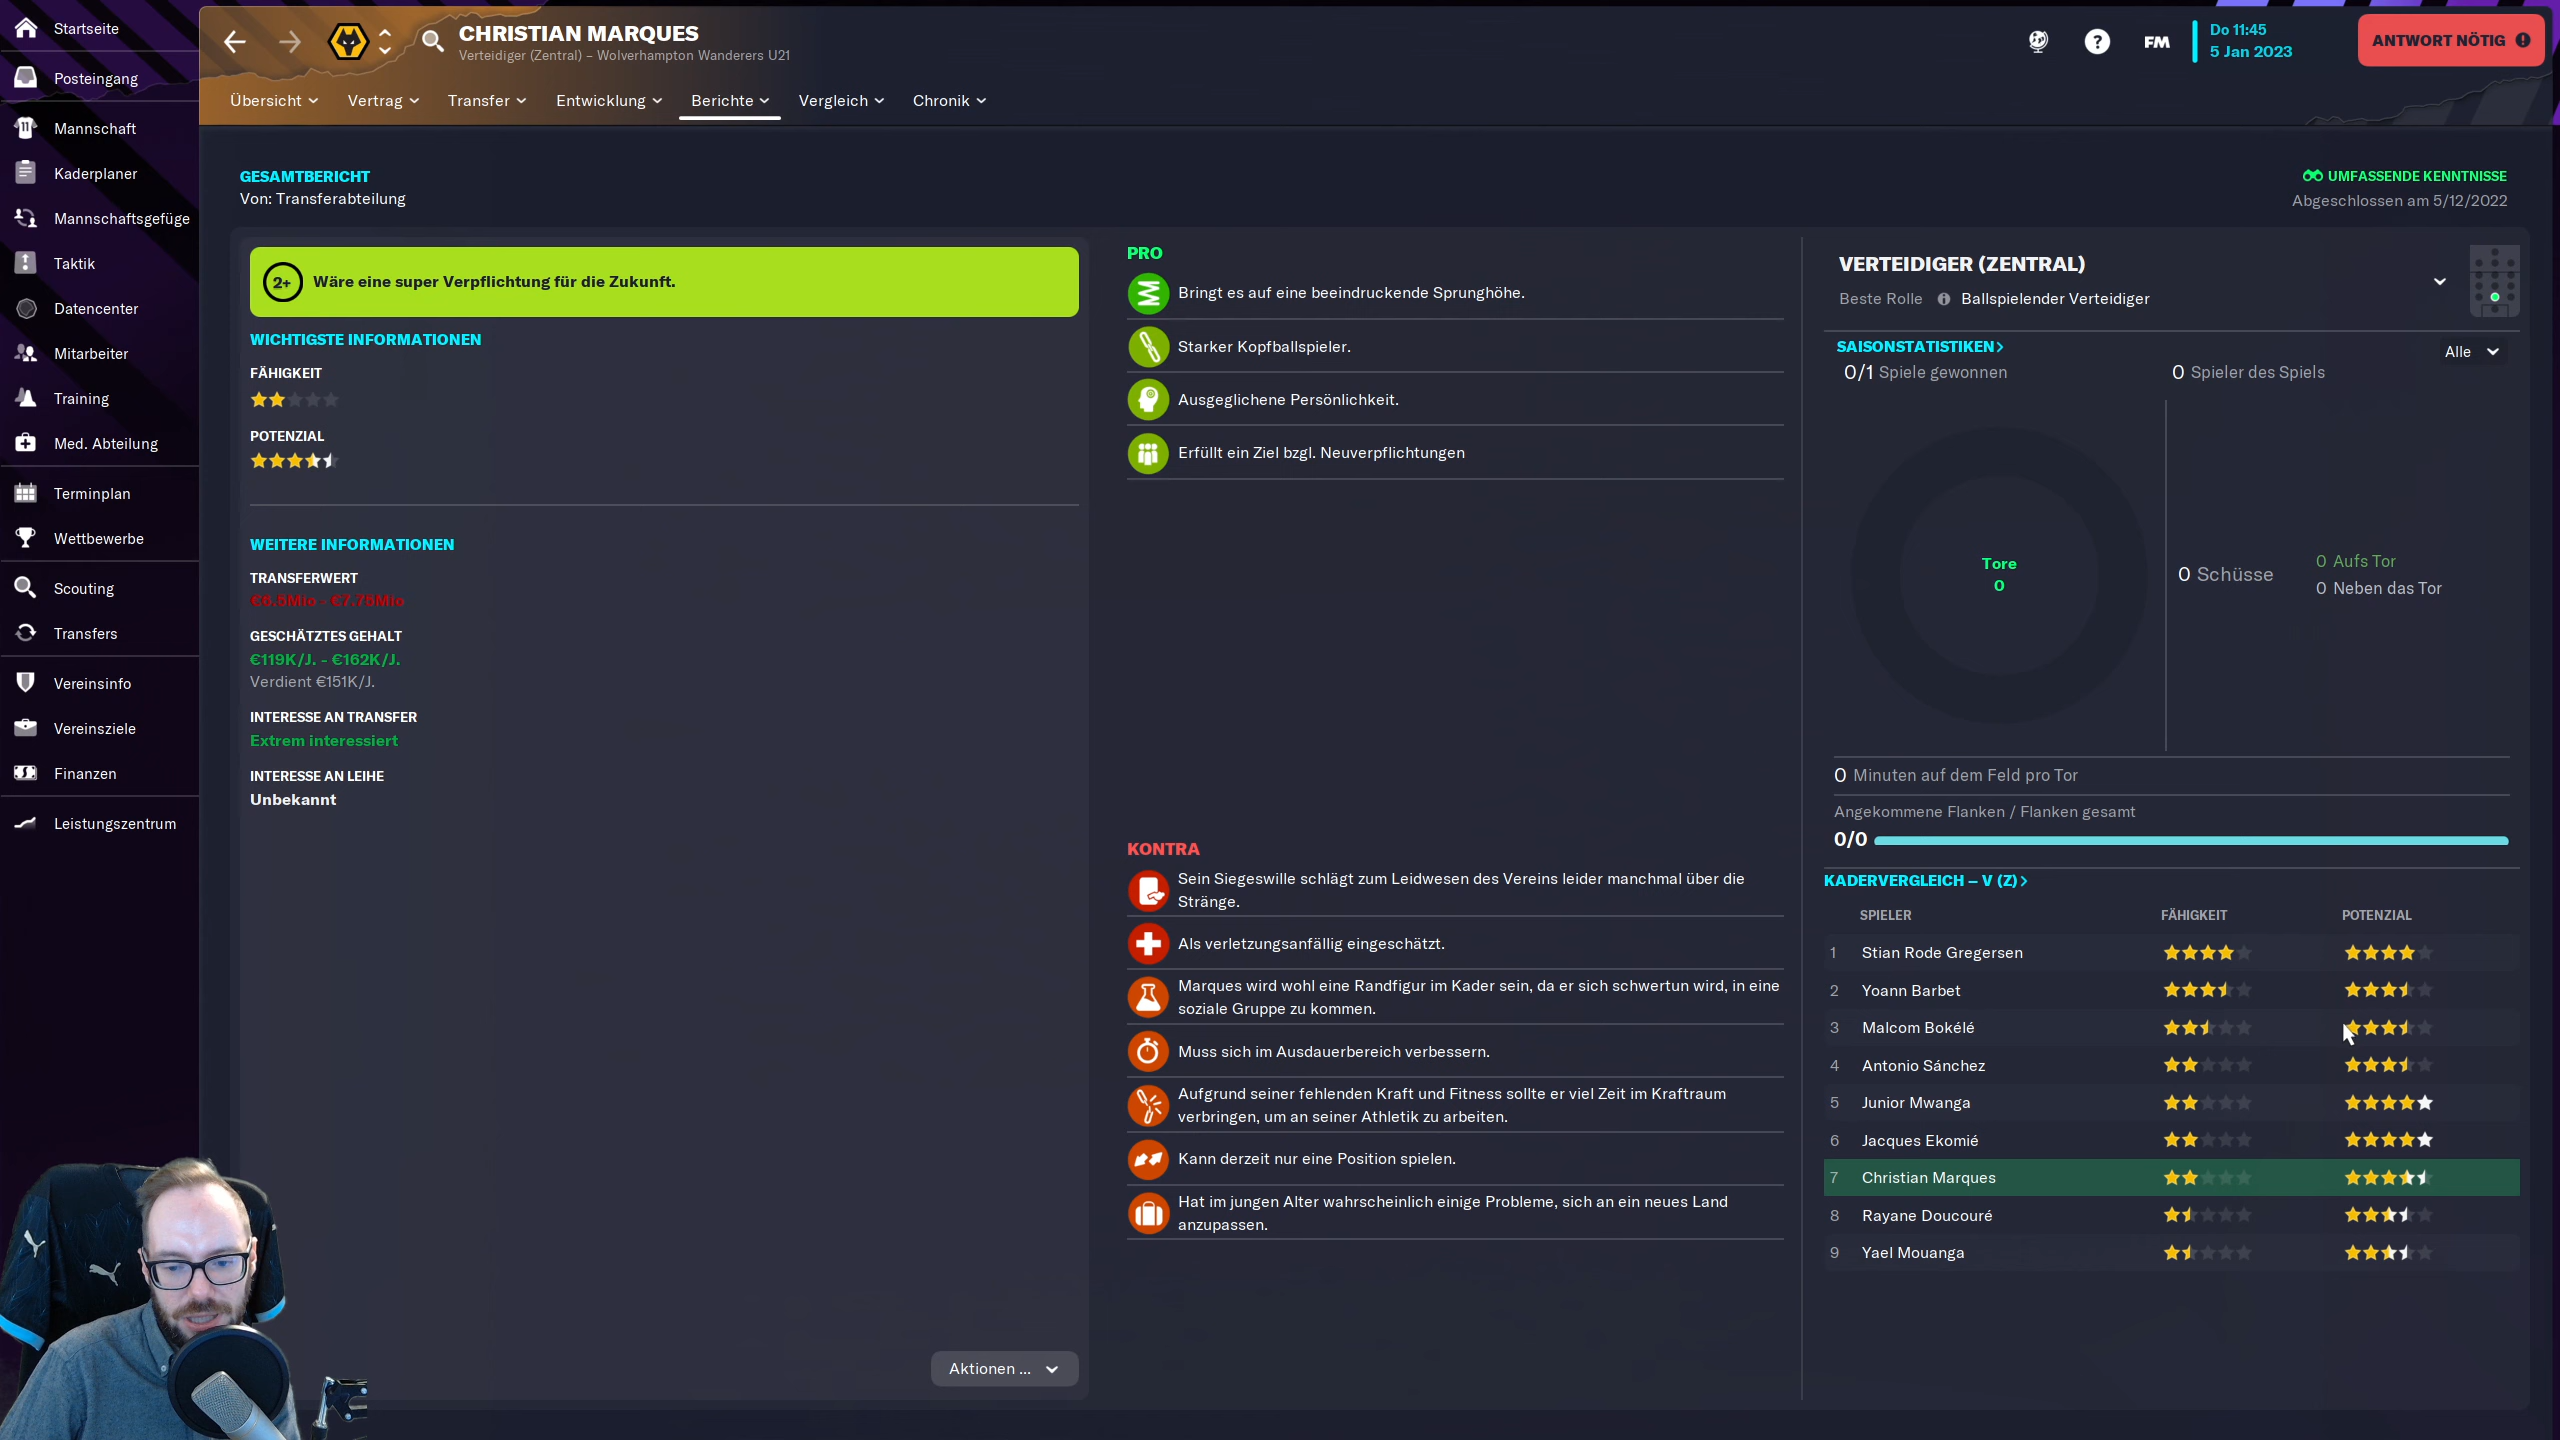 Startseite
Posteingang
Mannschaft
Kaderplaner
Mannschaftsgefüge
Taktik
Datencenter
Mitarbeiter
Training
Med. Abteilung
Terminplan
Wettbewerbe
Scouting
Transfers
Vereinsinfo
Vereinsziele
Finanzen
Leistungszentrum
CHRISTIAN MARQUES
Verteidiger (Zentral) – Wolverhampton Wanderers U21
FM
Do 11:45
5 Jan 2023
ANTWORT NÖTIG
Übersicht
Vertrag
Transfer
Entwicklung
Berichte
Vergleich
Chronik
GESAMTBERICHT
Von: Transferabteilung
UMFASSENDE KENNTNISSE
Abgeschlossen am 5/12/2022
2+ Wäre eine super Verpflichtung für die Zukunft.
WICHTIGSTE INFORMATIONEN
FÄHIGKEIT
POTENZIAL
WEITERE INFORMATIONEN
TRANSFERWERT
€6.5Mio - €7.75Mio
GESCHÄTZTES GEHALT
€119K/J. - €162K/J.
Verdient €151K/J.
INTERESSE AN TRANSFER
Extrem interessiert
INTERESSE AN LEIHE
Unbekannt
Aktionen ...
PRO
Bringt es auf eine beeindruckende Sprunghöhe.
Starker Kopfballspieler.
Ausgeglichene Persönlichkeit.
Erfüllt ein Ziel bzgl. Neuverpflichtungen
KONTRA
Sein Siegeswille schlägt zum Leidwesen des Vereins leider manchmal über die
Stränge.
Als verletzungsanfällig eingeschätzt.
Marques wird wohl eine Randfigur im Kader sein, da er sich schwertun wird, in eine
soziale Gruppe zu kommen.
Muss sich im Ausdauerbereich verbessern.
Aufgrund seiner fehlenden Kraft und Fitness sollte er viel Zeit im Kraftraum
verbringen, um an seiner Athletik zu arbeiten.
Kann derzeit nur eine Position spielen.
Hat im jungen Alter wahrscheinlich einige Probleme, sich an ein neues Land
anzupassen.
VERTEIDIGER (ZENTRAL)
Beste Rolle Ballspielender Verteidiger
SAISONSTATISTIKEN
Alle
0/1 Spiele gewonnen
0 Spieler des Spiels
Tore
0
0 Schüsse
0 Aufs Tor
0 Neben das Tor
0 Minuten auf dem Feld pro Tor
Angekommene Flanken / Flanken gesamt
0/0
KADERVERGLEICH – V (Z)
SPIELER FÄHIGKEIT POTENZIAL
1 Stian Rode Gregersen
2 Yoann Barbet
3 Malcom Bokélé
4 Antonio Sánchez
5 Junior Mwanga
6 Jacques Ekomié
7 Christian Marques
8 Rayane Doucouré
9 Yael Mouanga